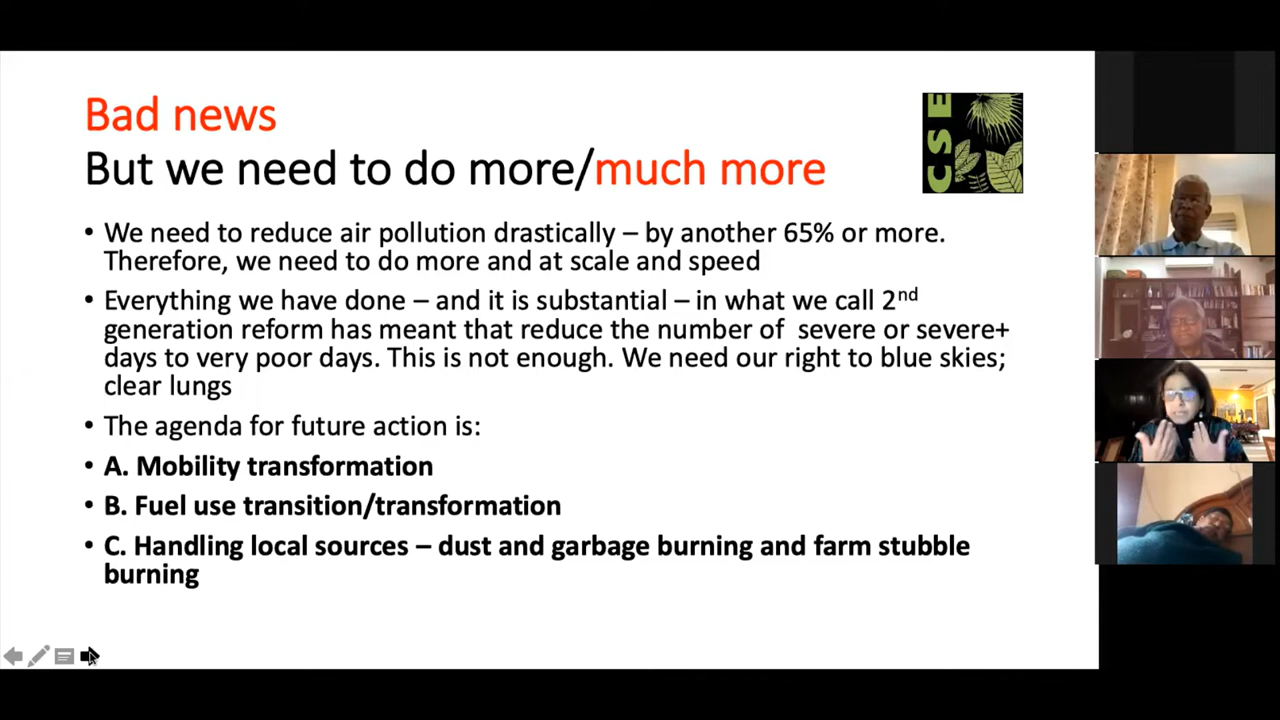 Bad news
But we need to do more/much more
CSE
• We need to reduce air pollution drastically – by another 65% or more.
Therefore, we need to do more and at scale and speed
• Everything we have done – and it is substantial – in what we call 2nd
generation reform has meant that reduce the number of severe or severe+
days to very poor days. This is not enough. We need our right to blue skies;
clear lungs
• The agenda for future action is:
• A. Mobility transformation
• B. Fuel use transition/transformation
• C. Handling local sources – dust and garbage burning and farm stubble
burning